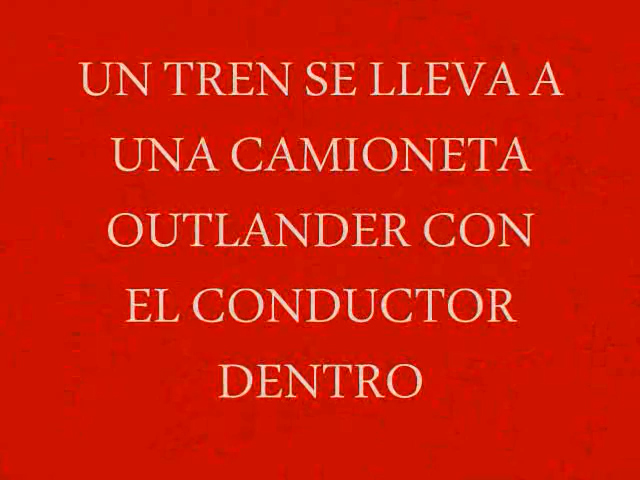 UN TREN SE LLEVA A
UNA CAMIONETA
OUTLANDER CON
EL CONDUCTOR
DENTRO